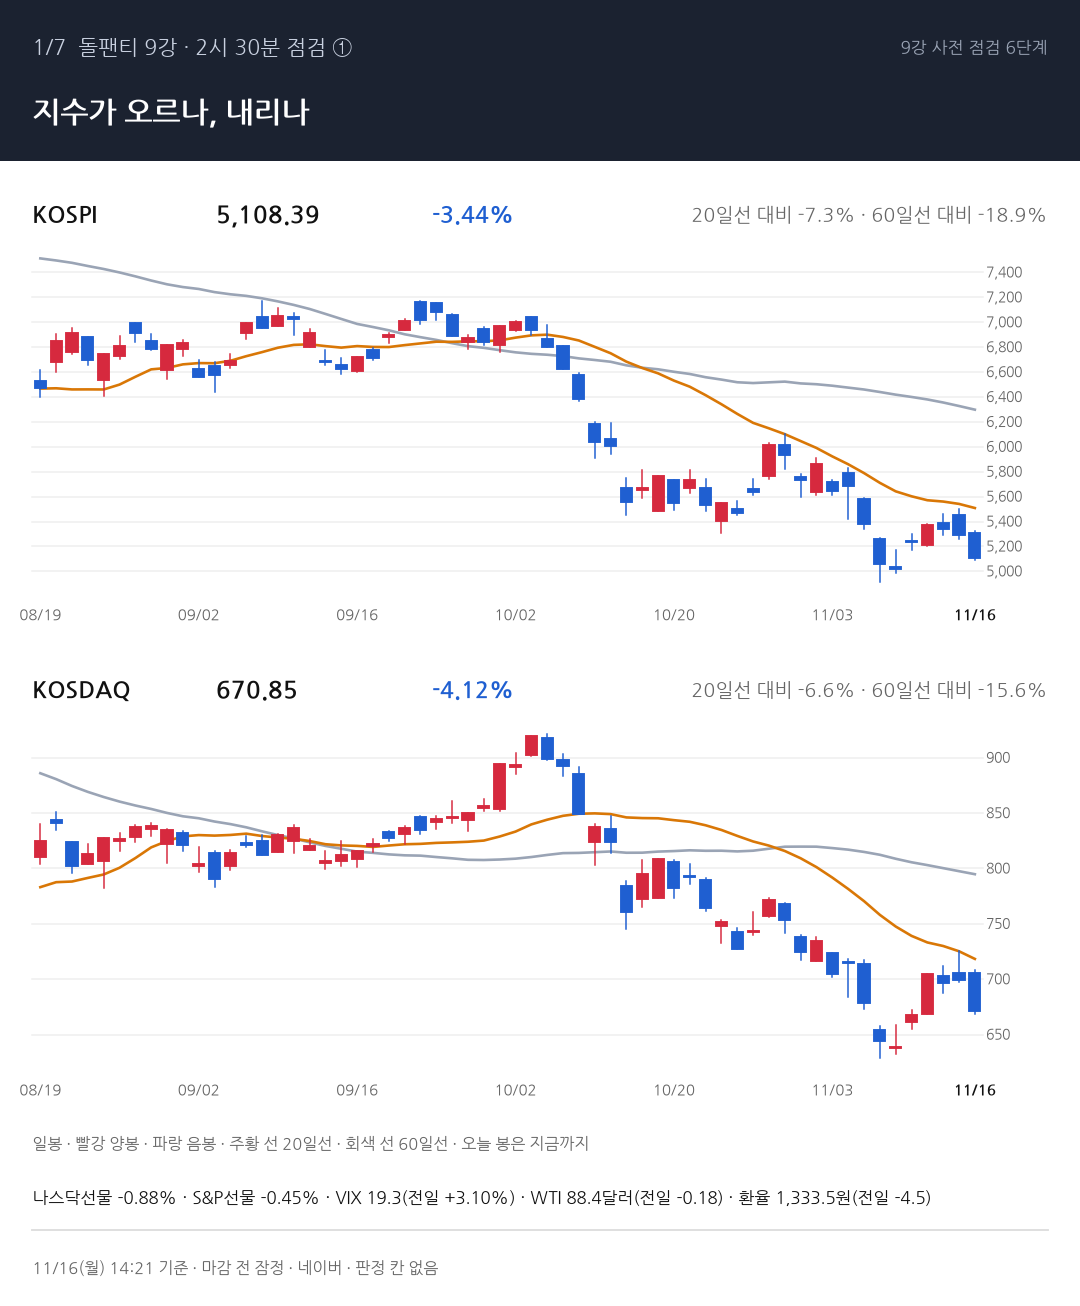 1/7 돌팬티 9강 · 2시 30분 점검 ①
9강 사전 점검 6단계
지수가 오르나, 내리나
KOSPI 5,108.39 -3.44% 20일선 대비 -7.3% · 60일선 대비 -18.9%
7,400
7,200
7,000
6,800
6,600
6,400
6,200
6,000
5,800
5,600
5,400
5,200
5,000
08/19 09/02 09/16 10/02 10/20 11/03 11/16
KOSDAQ 670.85 -4.12% 20일선 대비 -6.6% · 60일선 대비 -15.6%
900
850
800
750
700
650
08/19 09/02 09/16 10/02 10/20 11/03 11/16
일봉 · 빨강 양봉 · 파랑 음봉 · 주황 선 20일선 · 회색 선 60일선 · 오늘 봉은 지금까지
나스닥선물 -0.88% · S&P선물 -0.45% · VIX 19.3(전일 +3.10%) · WTI 88.4달러(전일 -0.18) · 환율 1,333.5원(전일 -4.5)
11/16(월) 14:21 기준 · 마감 전 잠정 · 네이버 · 판정 칸 없음